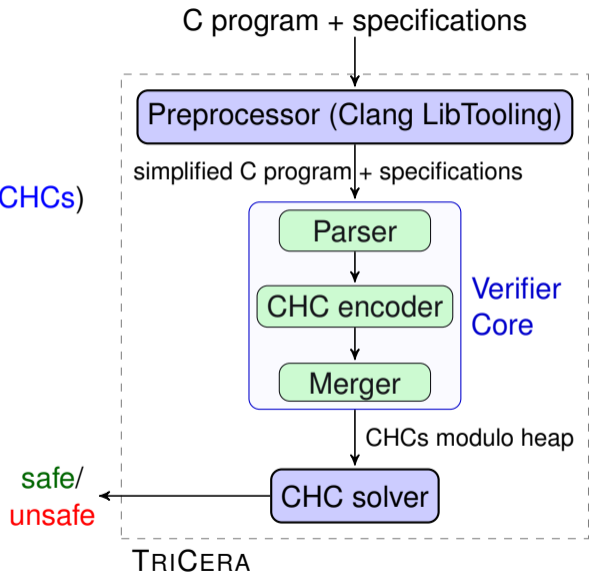 C program + specifications
Preprocessor (Clang LibTooling)
simplified C program + specifications
CHCs)
Parser
CHC encoder
Verifier
Core
Merger
CHCs modulo heap
CHC solver
safe/
unsafe
TRICERA